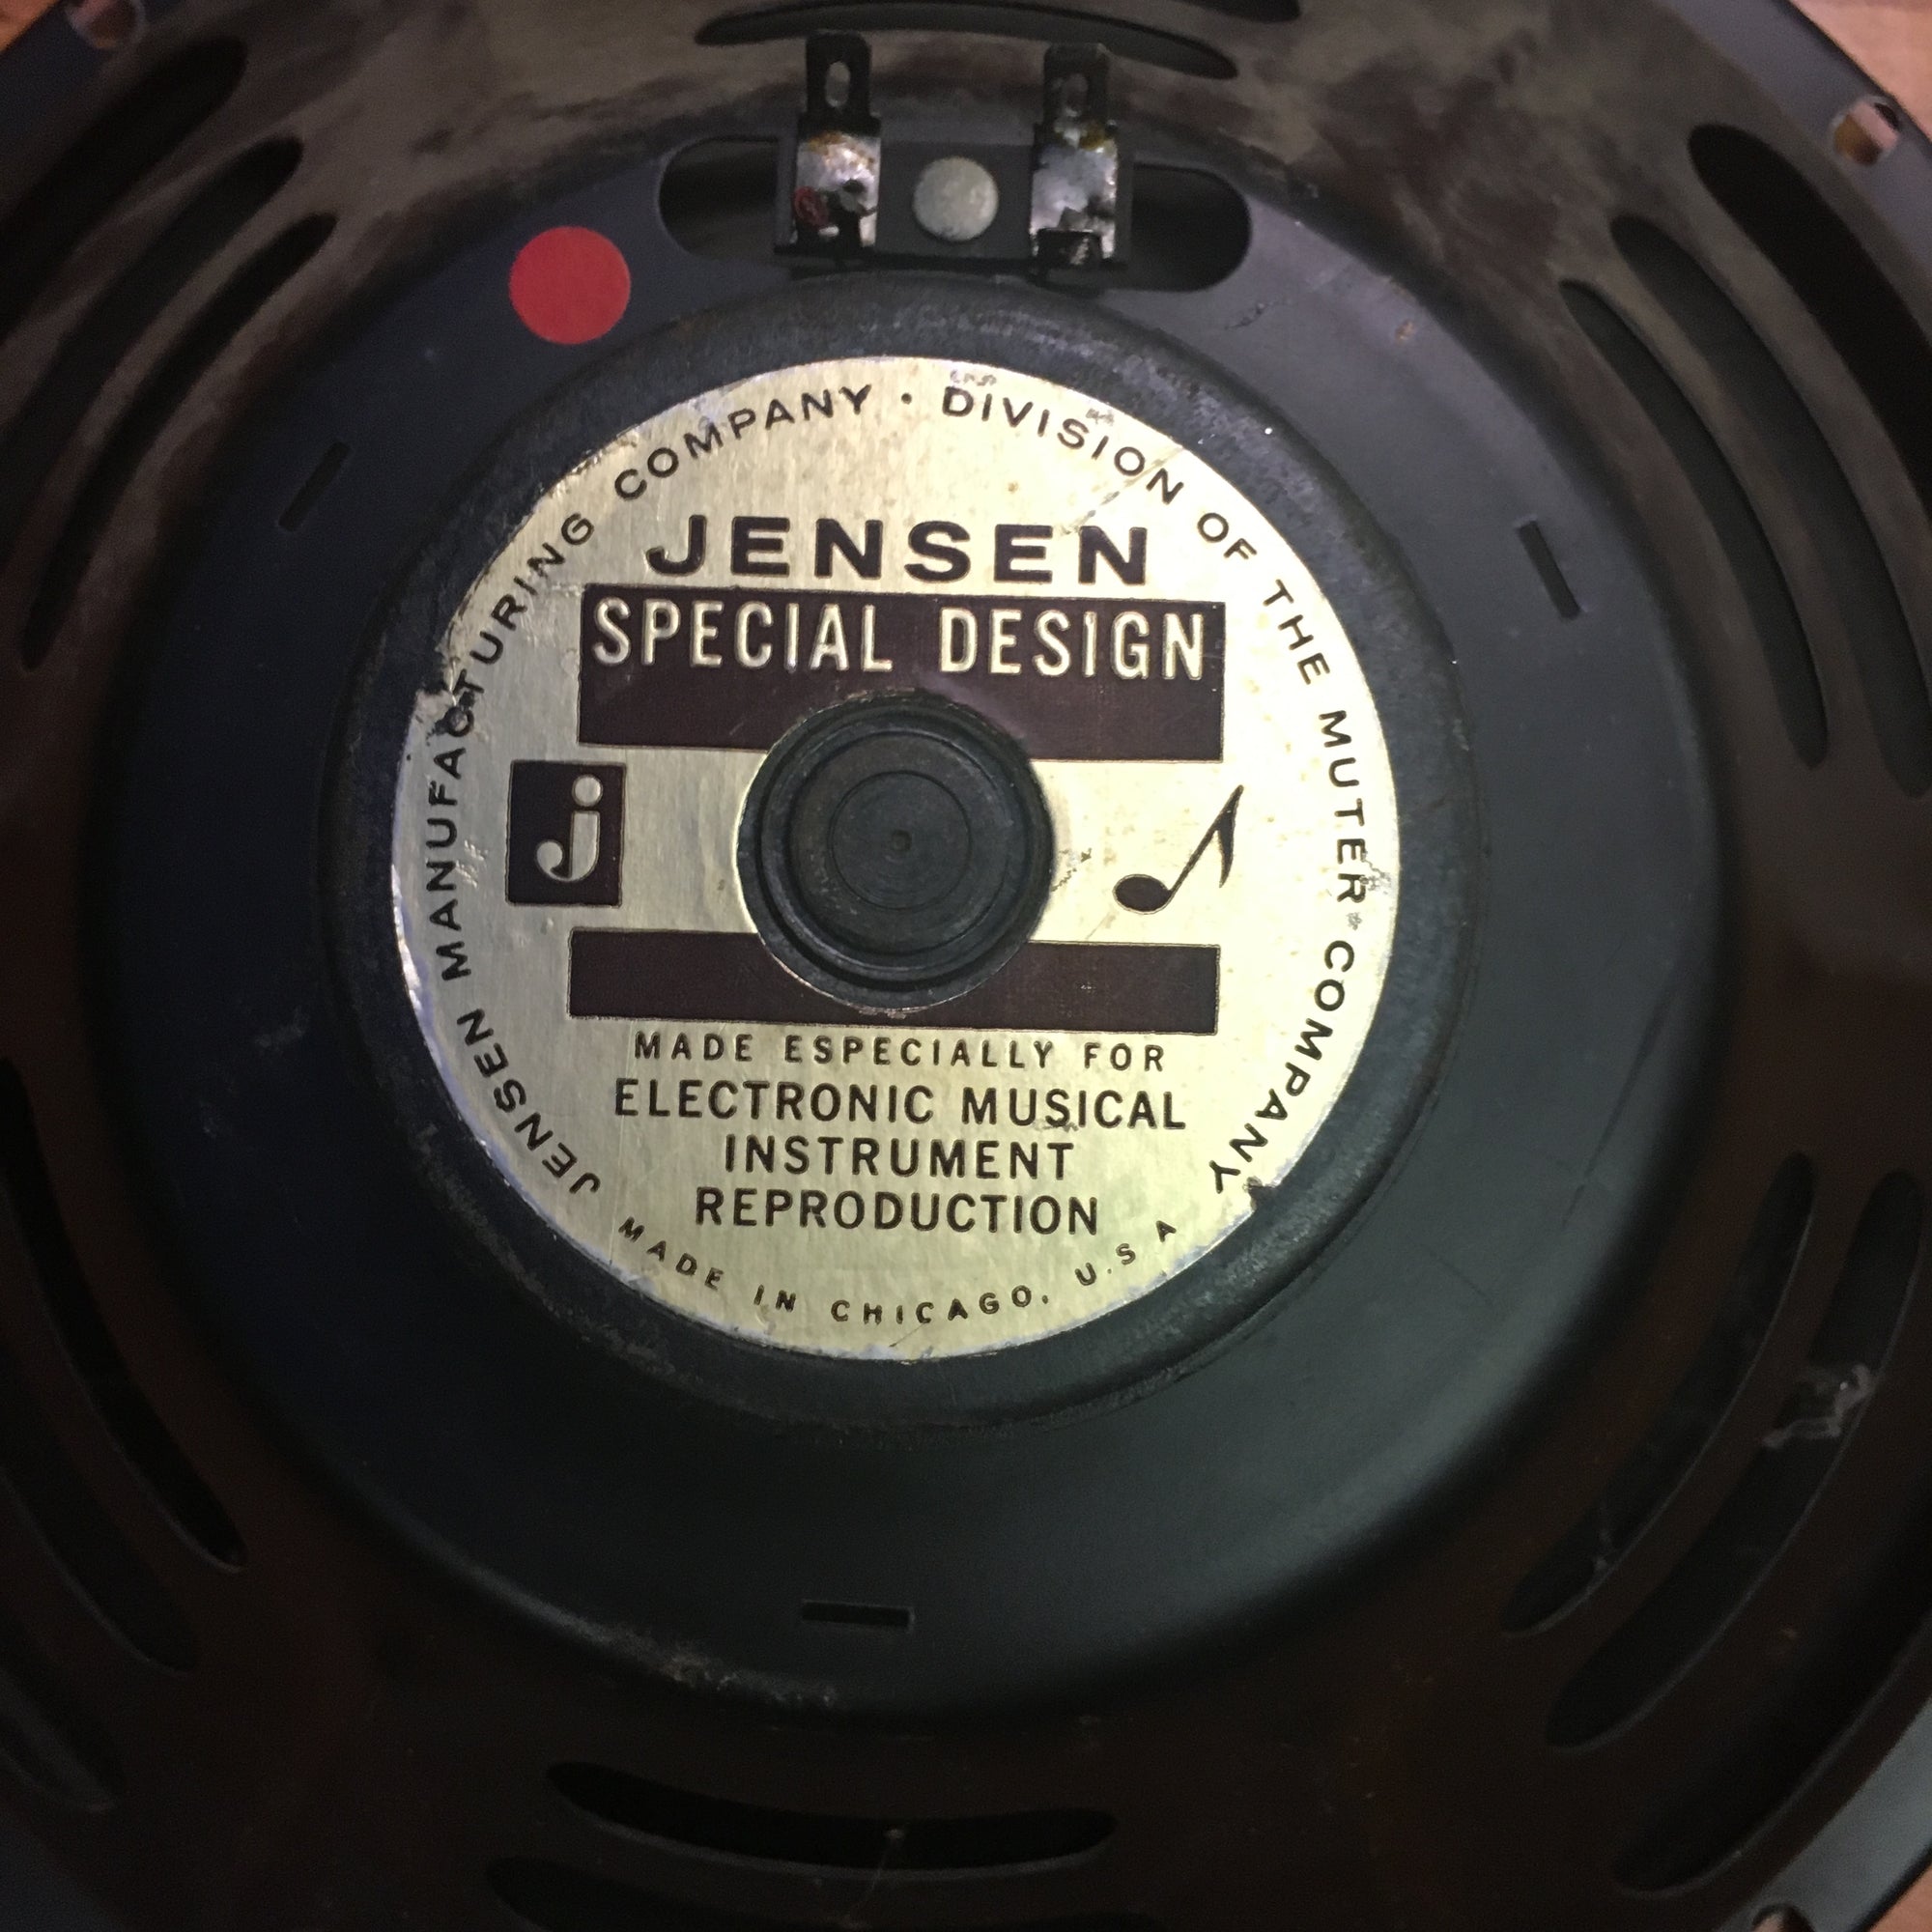 JENSEN MANUFACTURING COMPANY · DIVISION OF THE MUTER COMPANY
JENSEN
SPECIAL DESIGN
j
MADE ESPECIALLY FOR
ELECTRONIC MUSICAL
INSTRUMENT
REPRODUCTION
MADE IN CHICAGO, U.S A